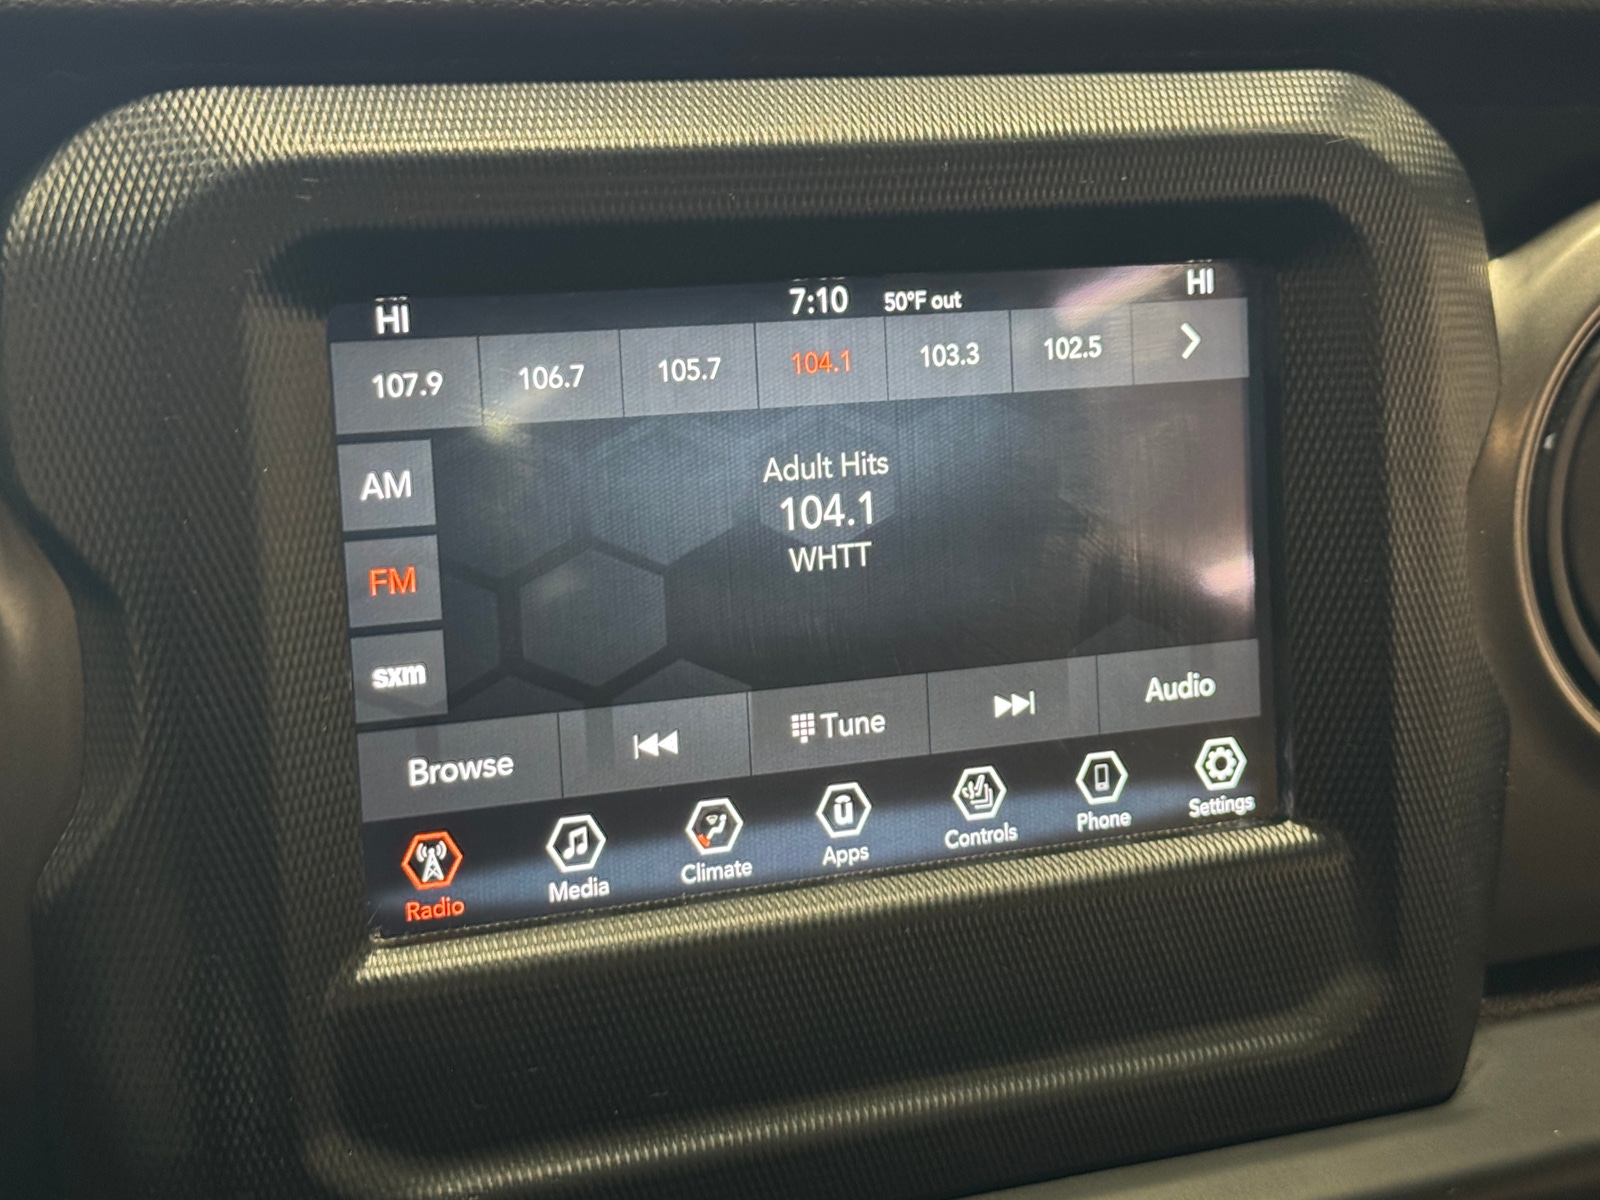 HI 7:10 50°F out HI
107.9 106.7 105.7 104.1 103.3 102.5
AM
FM
sxm
Adult Hits
104.1
WHTT
Browse Tune Audio
Radio Media Climate Apps Controls Phone Settings